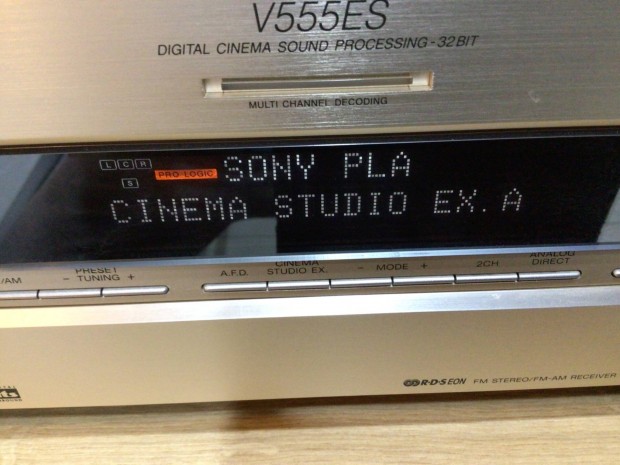 V555ES
DIGITAL CINEMA SOUND PROCESSING-32BIT
MULTI CHANNEL DECODING
L C R
S
PRO LOGIC
SONY PLA
CINEMA STUDIO EX.A
/AM
PRESET
- TUNING +
A.F.D.
CINEMA
STUDIO EX.
- MODE +
2CH
ANALOG
DIRECT
R·D·S EON FM STEREO/FM-AM RECEIVER